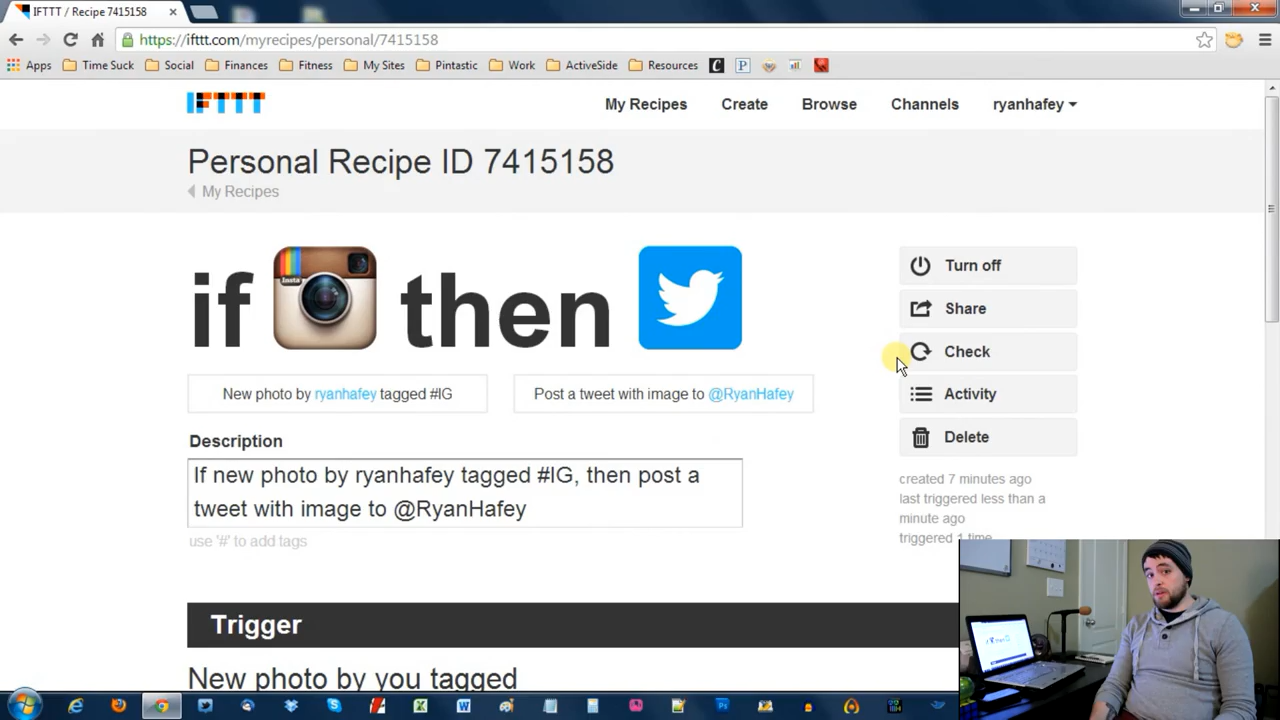 IFTTT / Recipe 7415158
https://ifttt.com/myrecipes/personal/7415158
Apps Time Suck Social Finances Fitness My Sites Pintastic Work ActiveSide Resources
IFTTT My Recipes Create Browse Channels ryanhafey
Personal Recipe ID 7415158
My Recipes
if Insta then
Turn off
Share
Check
Activity
Delete
New photo by ryanhafey tagged #IG
Post a tweet with image to @RyanHafey
Description
If new photo by ryanhafey tagged #IG, then post a
tweet with image to @RyanHafey
use '#' to add tags
created 7 minutes ago
last triggered less than a
minute ago
triggered 1 time
Trigger
New photo by you tagged